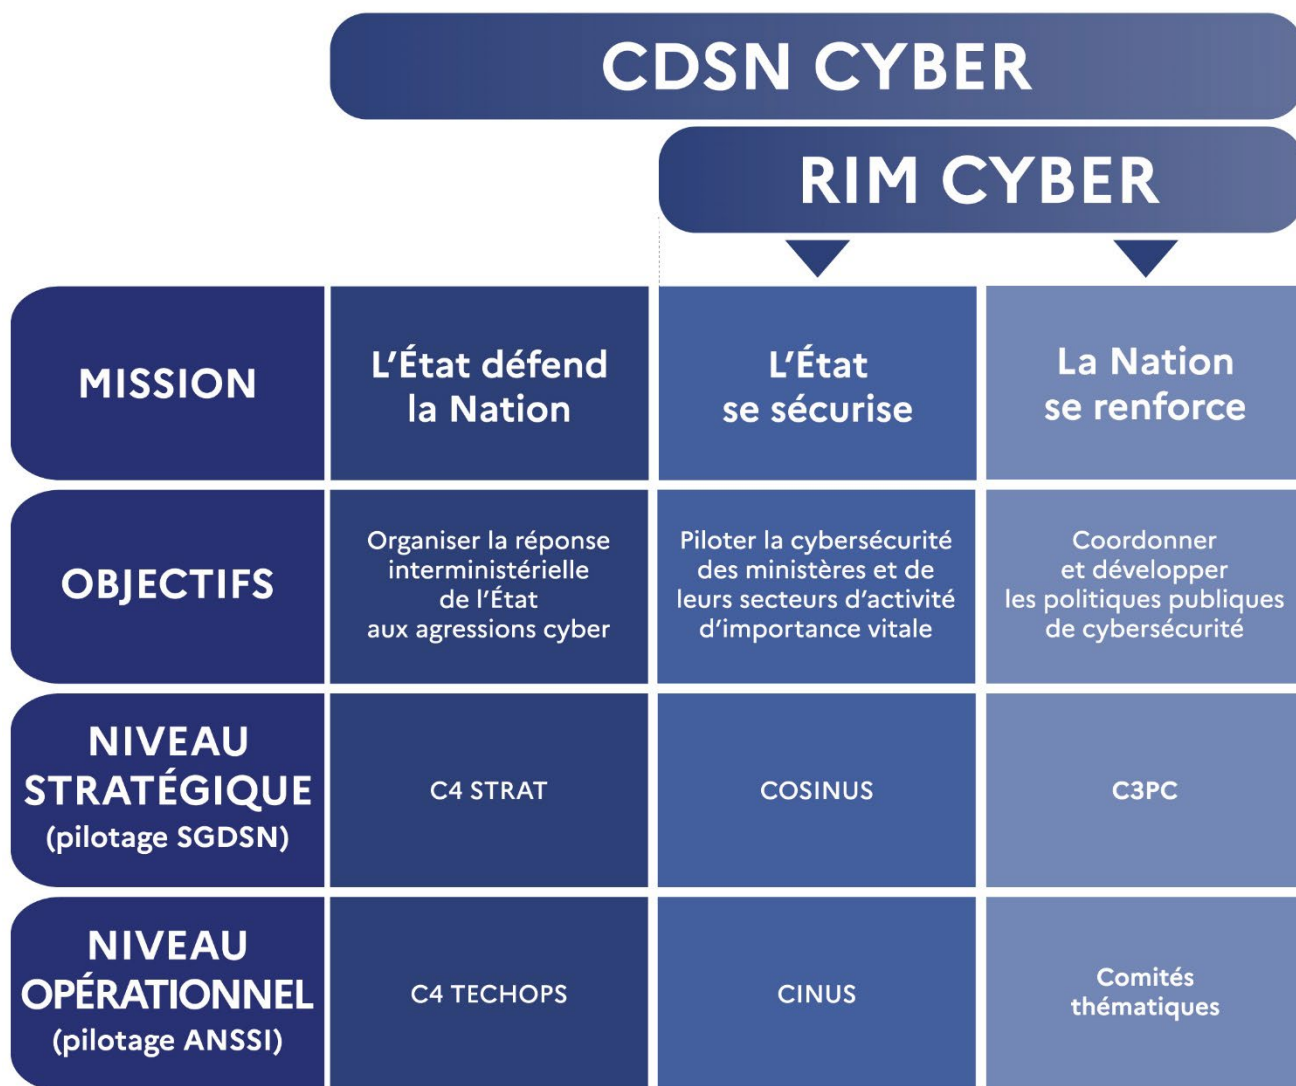 CDSN CYBER
RIM CYBER
MISSION
L’État défend
la Nation
L’État
se sécurise
La Nation
se renforce
OBJECTIFS
Organiser la réponse
interministérielle
de l’État
aux agressions cyber
Piloter la cybersécurité
des ministères et de
leurs secteurs d’activité
d’importance vitale
Coordonner
et développer
les politiques publiques
de cybersécurité
NIVEAU
STRATÉGIQUE
(pilotage SGDSN)
C4 STRAT
COSINUS
C3PC
NIVEAU
OPÉRATIONNEL
(pilotage ANSSI)
C4 TECHOPS
CINUS
Comités
thématiques